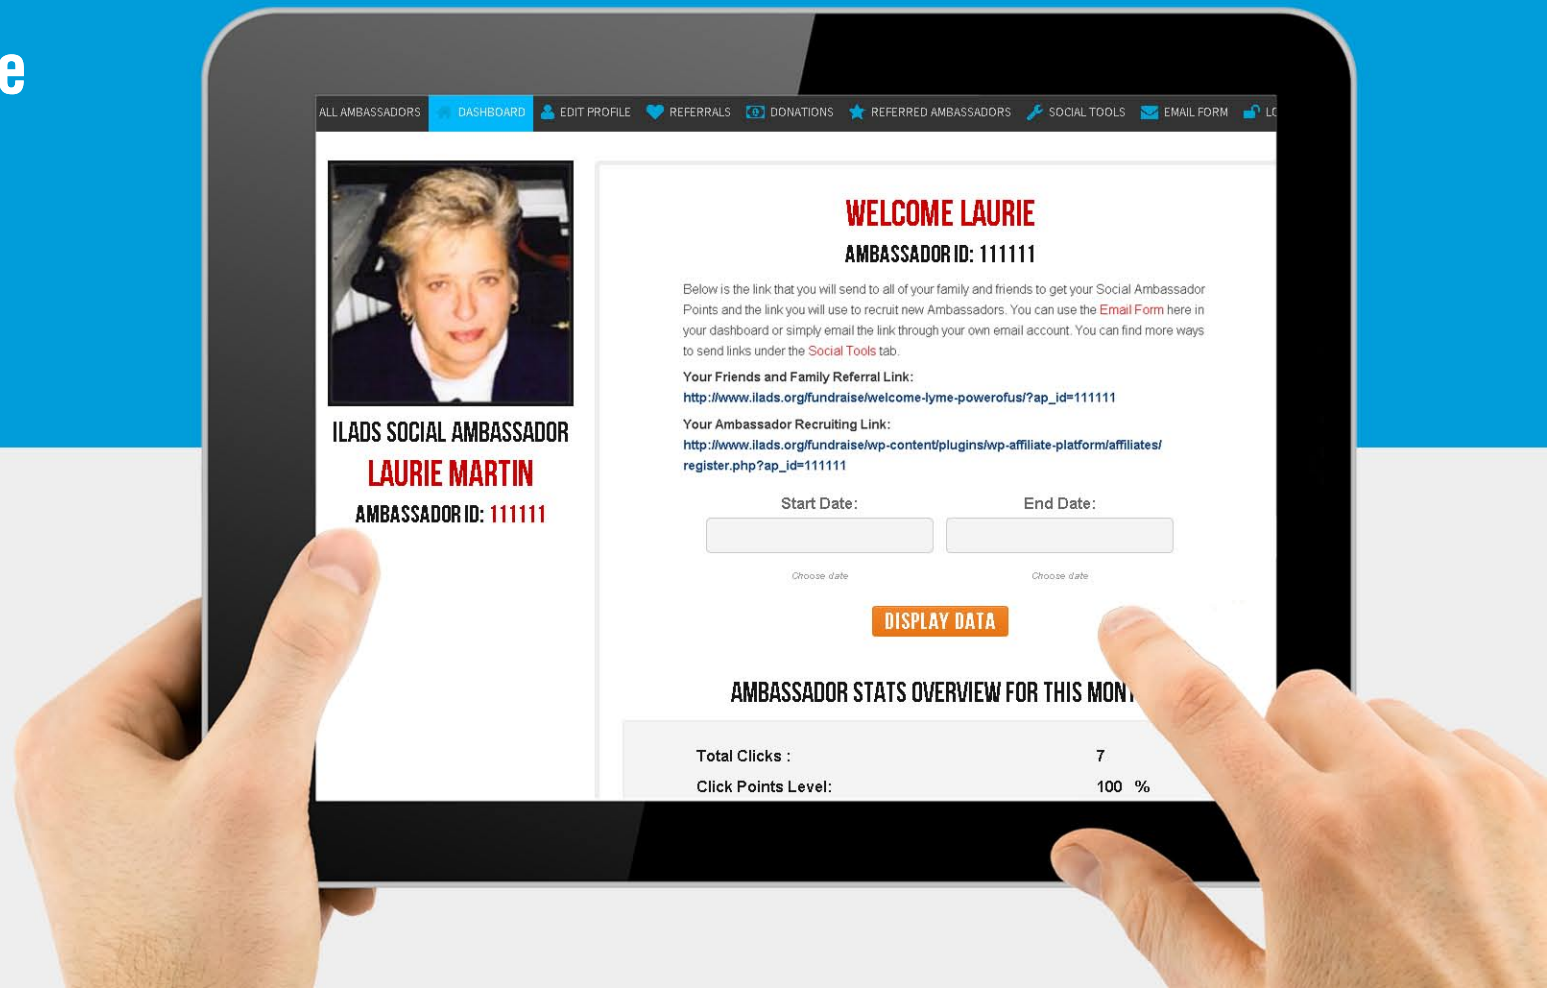 e
ALL AMBASSADORS DASHBOARD EDIT PROFILE REFERRALS DONATIONS REFERRED AMBASSADORS SOCIAL TOOLS EMAIL FORM
WELCOME LAURIE
AMBASSADOR ID: 111111
Below is the link that you will send to all of your family and friends to get your Social Ambassador
Points and the link you will use to recruit new Ambassadors. You can use the Email Form here in
your dashboard or simply email the link through your own email account. You can find more ways
to send links under the Social Tools tab.
Your Friends and Family Referral Link:
http://www.ilads.org/fundraise/welcome-lyme-powerofus/?ap_id=111111
Your Ambassador Recruiting Link:
http://www.ilads.org/fundraise/wp-content/plugins/wp-affiliate-platform/affiliates/
register.php?ap_id=111111
ILADS SOCIAL AMBASSADOR
LAURIE MARTIN
AMBASSADOR ID: 111111
Start Date: End Date:
Choose date Choose date
DISPLAY DATA
AMBASSADOR STATS OVERVIEW FOR THIS
Total Clicks : 7
Click Points Level: 100 %